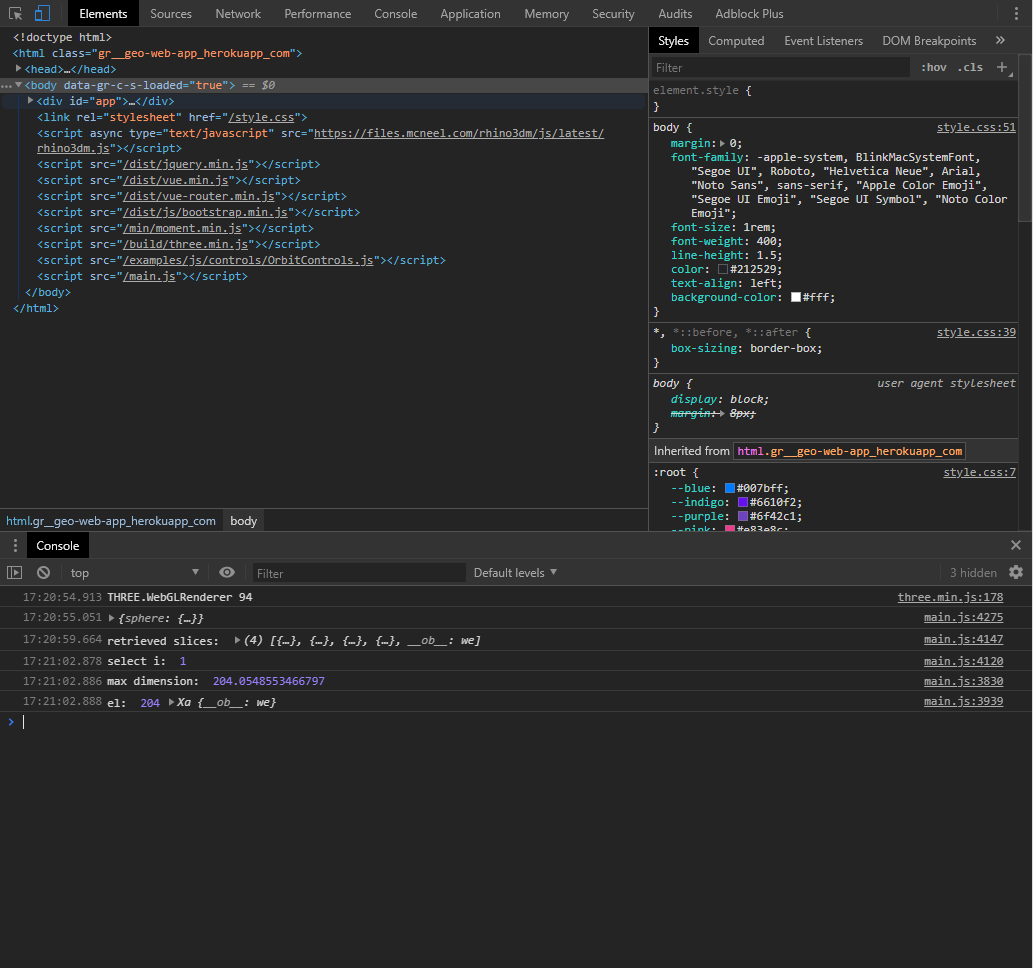 Elements Sources Network Performance Console Application Memory Security Audits Adblock Plus
<!doctype html>
<html class="gr__geo-web-app_herokuapp_com">
<head>…</head>
<body data-gr-c-s-loaded="true"> == $0
<div id="app">…</div>
<link rel="stylesheet" href="/style.css">
<script async type="text/javascript" src="https://files.mcneel.com/rhino3dm/js/latest/
rhino3dm.js"></script>
<script src="/dist/jquery.min.js"></script>
<script src="/dist/vue.min.js"></script>
<script src="/dist/vue-router.min.js"></script>
<script src="/dist/js/bootstrap.min.js"></script>
<script src="/min/moment.min.js"></script>
<script src="/build/three.min.js"></script>
<script src="/examples/js/controls/OrbitControls.js"></script>
<script src="/main.js"></script>
</body>
</html>
html.gr__geo-web-app_herokuapp_com body
Styles Computed Event Listeners DOM Breakpoints »
Filter :hov .cls +
element.style {
}
body { style.css:51
margin: 0;
font-family: -apple-system, BlinkMacSystemFont,
"Segoe UI", Roboto, "Helvetica Neue", Arial,
"Noto Sans", sans-serif, "Apple Color Emoji",
"Segoe UI Emoji", "Segoe UI Symbol", "Noto Color
Emoji";
font-size: 1rem;
font-weight: 400;
line-height: 1.5;
color: #212529;
text-align: left;
background-color: #fff;
}
*, *::before, *::after { style.css:39
box-sizing: border-box;
}
body { user agent stylesheet
display: block;
margin: 8px;
}
Inherited from html.gr__geo-web-app_herokuapp_com
:root { style.css:7
--blue: #007bff;
--indigo: #6610f2;
--purple: #6f42c1;
--pink: #e83e8c;
Console
top Filter Default levels 3 hidden
17:20:54.913 THREE.WebGLRenderer 94 three.min.js:178
17:20:55.051 {sphere: {…}} main.js:4275
17:20:59.664 retrieved slices: (4) [{…}, {…}, {…}, {…}, __ob__: we] main.js:4147
17:21:02.878 select i: 1 main.js:4120
17:21:02.886 max dimension: 204.0548553466797 main.js:3830
17:21:02.888 el: 204 Xa {__ob__: we} main.js:3939